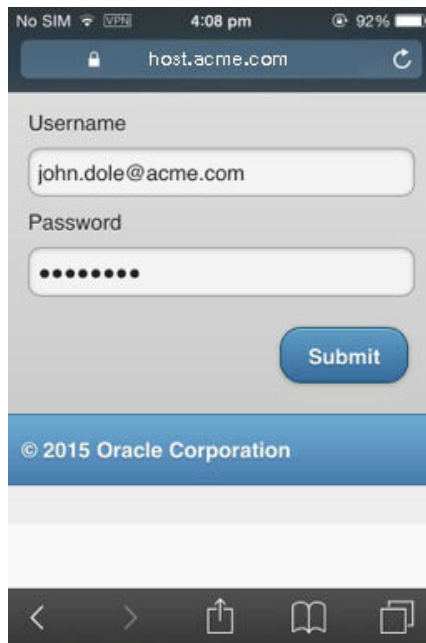 No SIM VPN 4:08 pm 92%
host.acme.com
Username
john.dole@acme.com
Password
••••••••
Submit
© 2015 Oracle Corporation